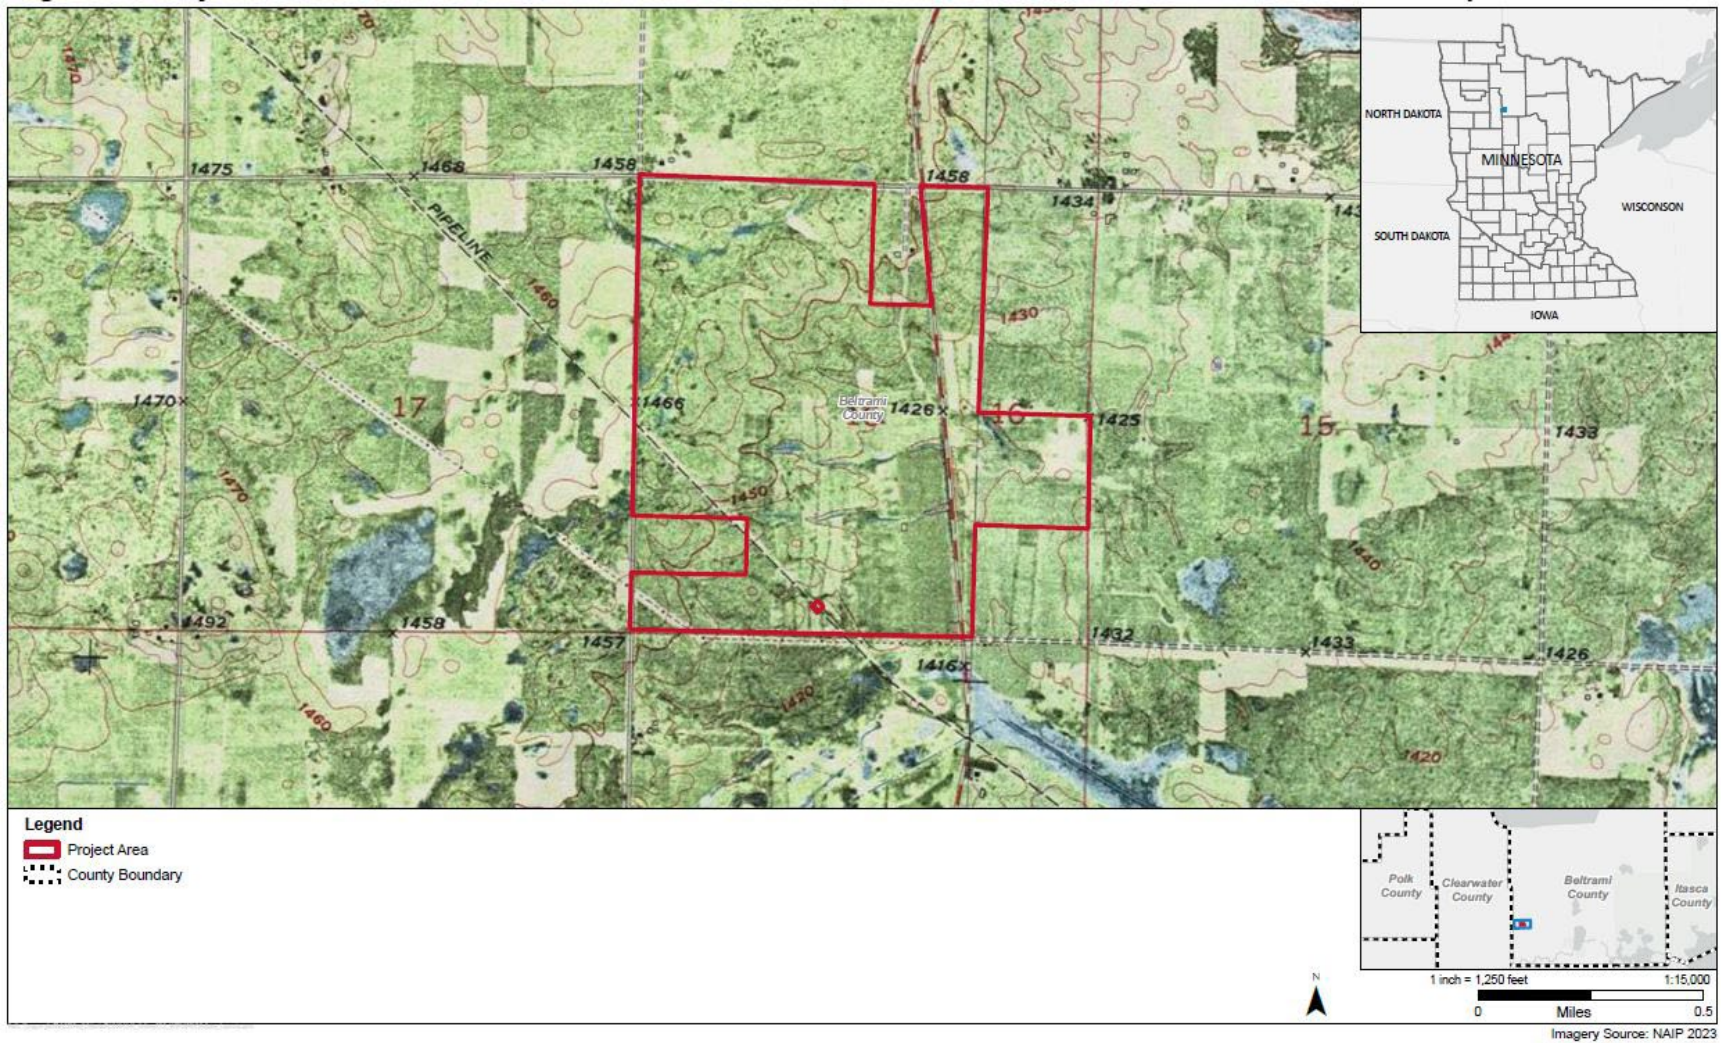 1470
1475
1468
1458
1458
1434
PIPELINE
1460
1430
1470
17
1466
Beltrami
County
1426
16
1425
15
1433
1470
1450
1440
1492
1458
1457
1432
1433
1426
1416
1420
1460
1420
NORTH DAKOTA
MINNESOTA
WISCONSON
SOUTH DAKOTA
IOWA
Legend
Project Area
County Boundary
Polk
County
Clearwater
County
Beltrami
County
Itasca
County
N
1 inch = 1,250 feet 1:15,000
0 Miles 0.5
Imagery Source: NAIP 2023